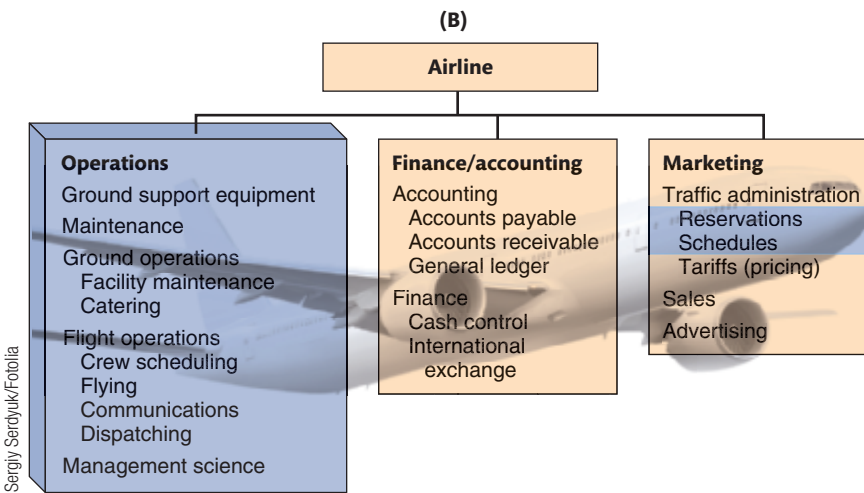 (B)
Airline
Operations
Ground support equipment
Maintenance
Ground operations
Facility maintenance
Catering
Flight operations
Crew scheduling
Flying
Communications
Dispatching
Management science
Finance/accounting
Accounting
Accounts payable
Accounts receivable
General ledger
Finance
Cash control
International
exchange
Marketing
Traffic administration
Reservations
Schedules
Tariffs (pricing)
Sales
Advertising
Sergiy Serdyuk/Fotolia